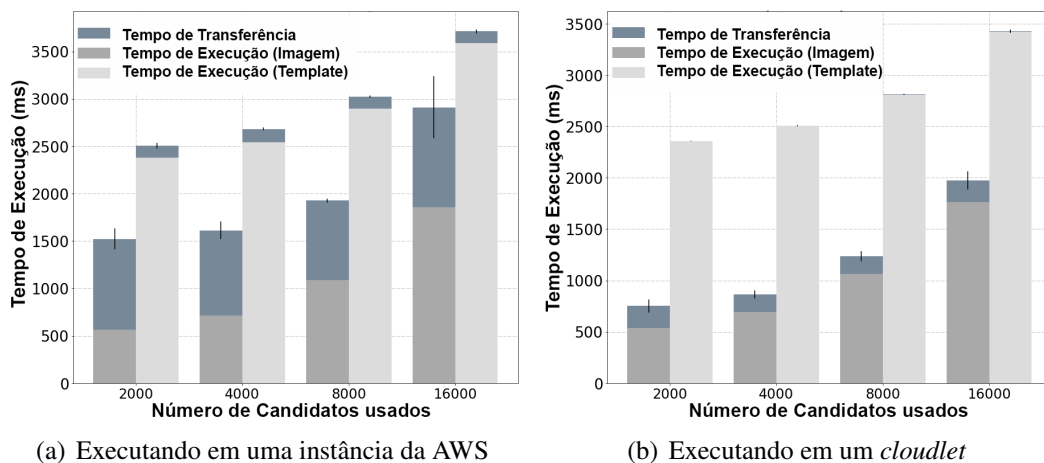 Tempo de Transferência
Tempo de Execução (Imagem)
Tempo de Execução (Template)
Tempo de Execução (ms)
3500
3000
2500
2000
1500
1000
500
0
2000 4000 8000 16000
Número de Candidatos usados
(a) Executando em uma instância da AWS
Tempo de Transferência
Tempo de Execução (Imagem)
Tempo de Execução (Template)
Tempo de Execução (ms)
3500
3000
2500
2000
1500
1000
500
0
2000 4000 8000 16000
Número de Candidatos usados
(b) Executando em um cloudlet